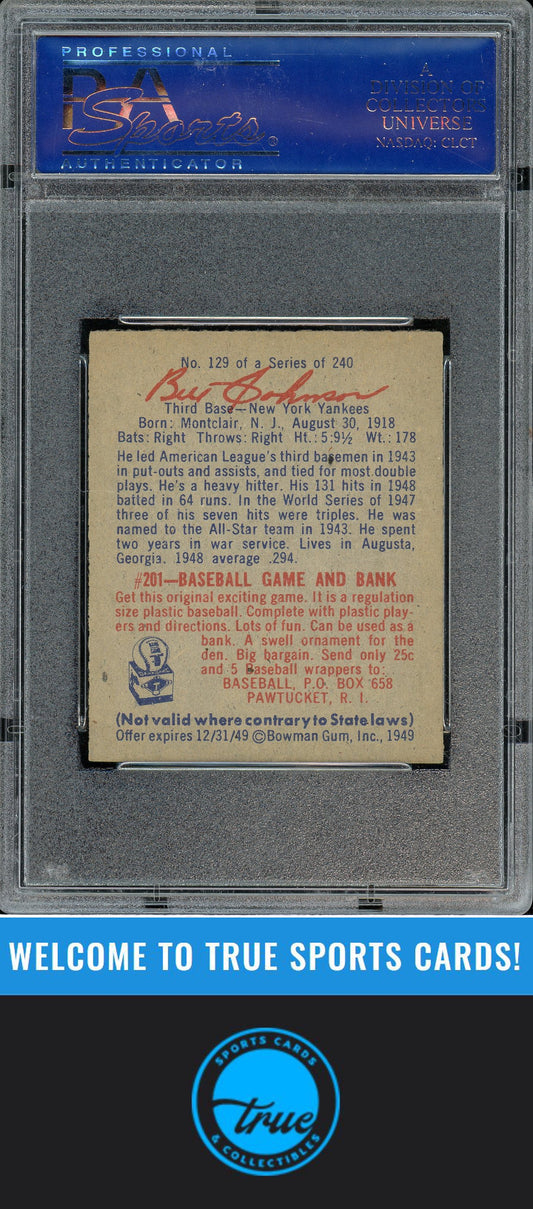 PROFESSIONAL
PSA
Sports®
AUTHENTICATOR
A
DIVISION OF
COLLECTORS
UNIVERSE
NASDAQ: CLCT
No. 129 of a Series of 240
Bill Johnson
Third Base—New York Yankees
Born: Montclair, N. J., August 30, 1918
Bats: Right Throws: Right Ht.: 5:9½ Wt.: 178
He led American League's third basemen in 1943
in put-outs and assists, and tied for most double
plays. He's a heavy hitter. His 131 hits in 1948
batted in 64 runs. In the World Series of 1947
three of his seven hits were triples. He was
named to the All-Star team in 1943. He spent
two years in war service. Lives in Augusta,
Georgia. 1948 average .294.
#201—BASEBALL GAME AND BANK
Get this original exciting game. It is a regulation
size plastic baseball. Complete with plastic play-
ers and directions. Lots of fun. Can be used as a
bank. A swell ornament for the
den. Big bargain. Send only 25c
and 5 Baseball wrappers to:
BASEBALL, P.O. BOX 658
PAWTUCKET, R. I.
(Not valid where contrary to State laws)
Offer expires 12/31/49 ©Bowman Gum, Inc., 1949
WELCOME TO TRUE SPORTS CARDS!
SPORTS CARDS
true
& COLLECTIBLES